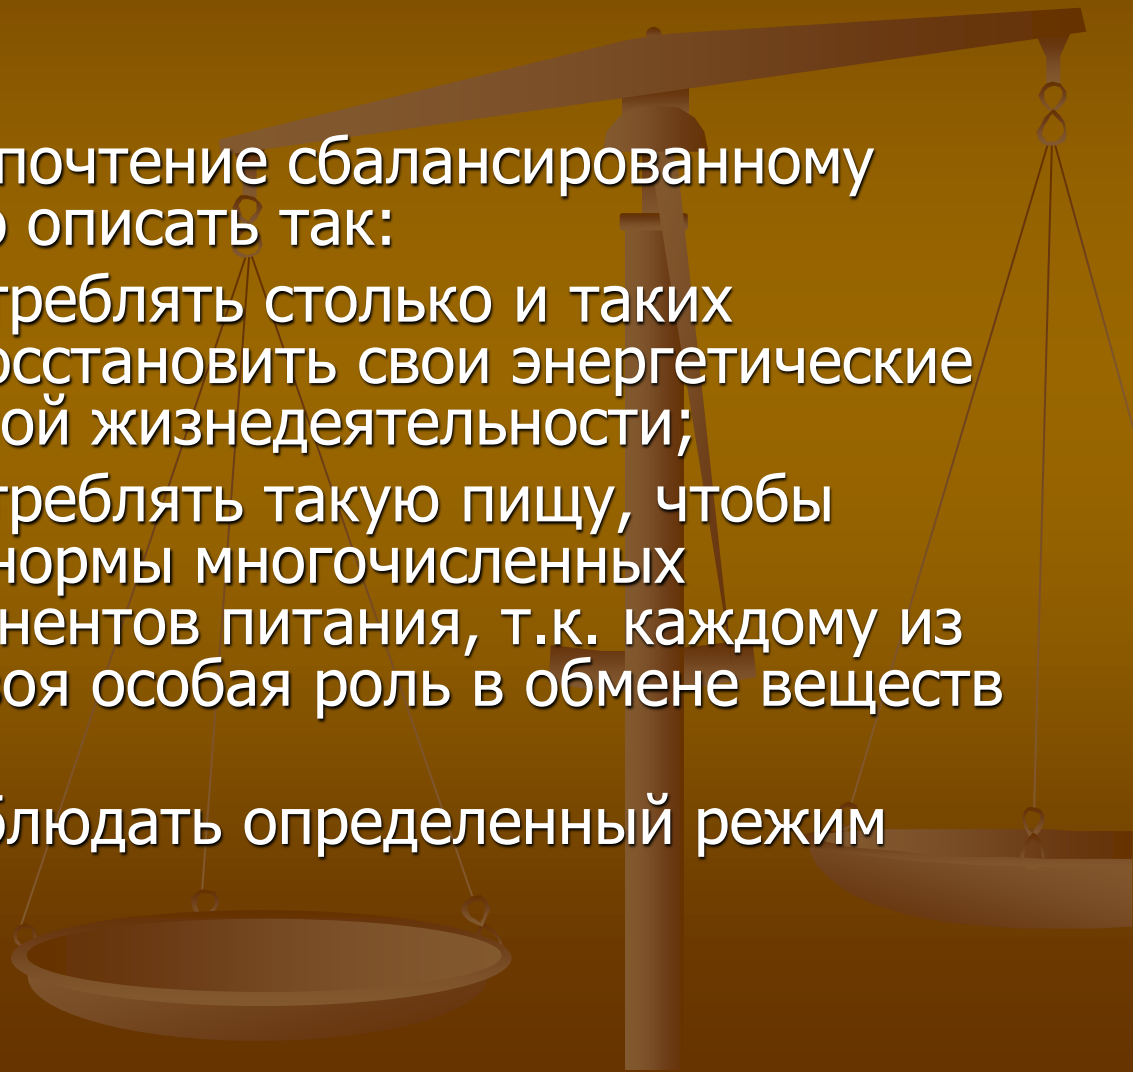 почтение сбалансированному
о описать так:
треблять столько и таких
осстановить свои энергетические
ой жизнедеятельности;
треблять такую пищу, чтобы
нормы многочисленных
нентов питания, т.к. каждому из
воя особая роль в обмене веществ
блюдать определенный режим